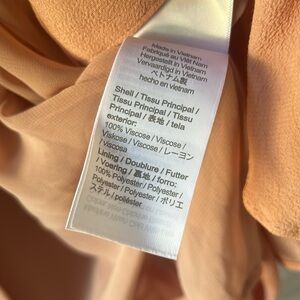 Made in Vietnam
Fabriqué au Viêt Nam
Hergestellt in Vietnam
Vervaardigd in Vietnam
ベトナム製
hecho en vietnam
Shell / Tissu Principal /
Tissu Principal / Tissu
Principal / 表地 / tela
exterior:
100% Viscose / Viscose /
Viskose / Viscose / レーヨン
/ Viscosa
Lining / Doublure / Futter
/ Voering / 裏地 / forro:
100% Polyester / Polyester /
Polyester / Polyester / ポリエ
ステル / poliéster